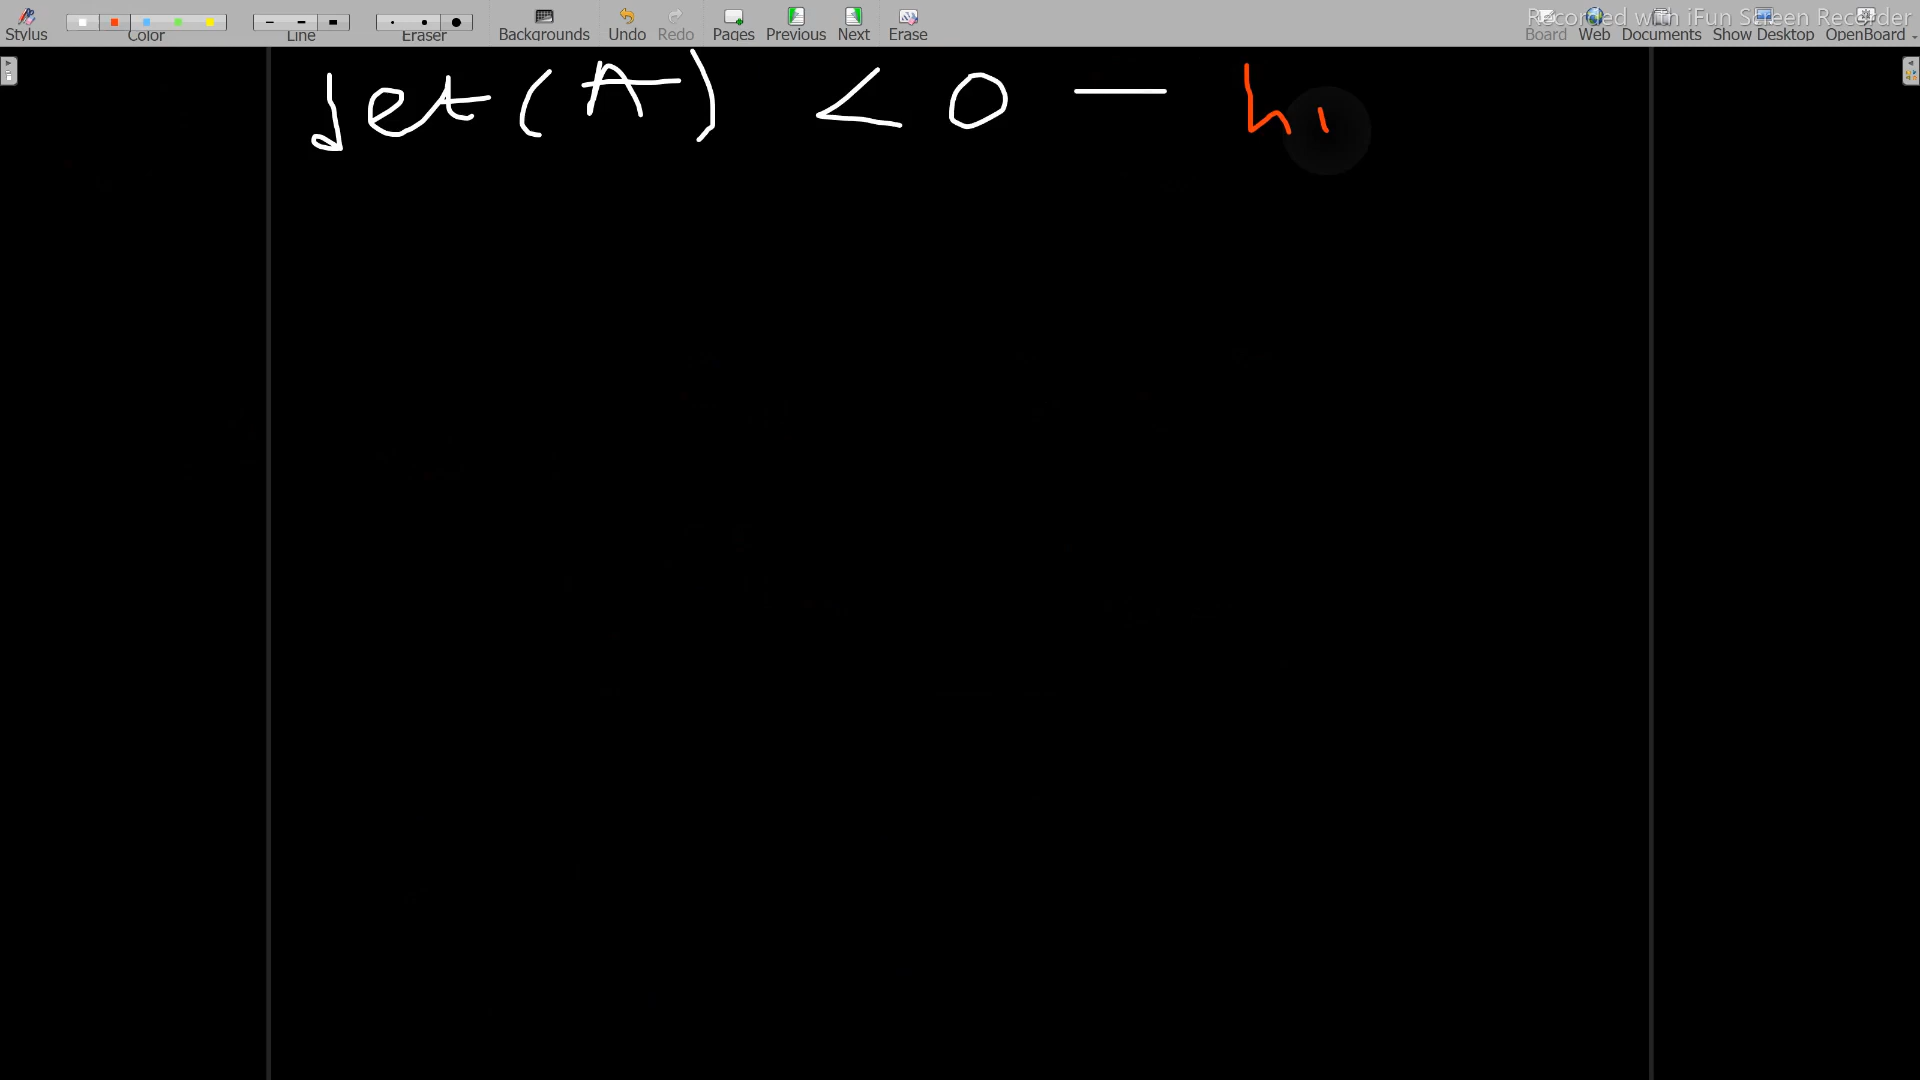 Recorded with iFun Screen Recorder
Stylus Color Line Eraser Backgrounds Undo Redo Pages Previous Next Erase Board Web Documents Show Desktop OpenBoard
det(A) < 0 — hi